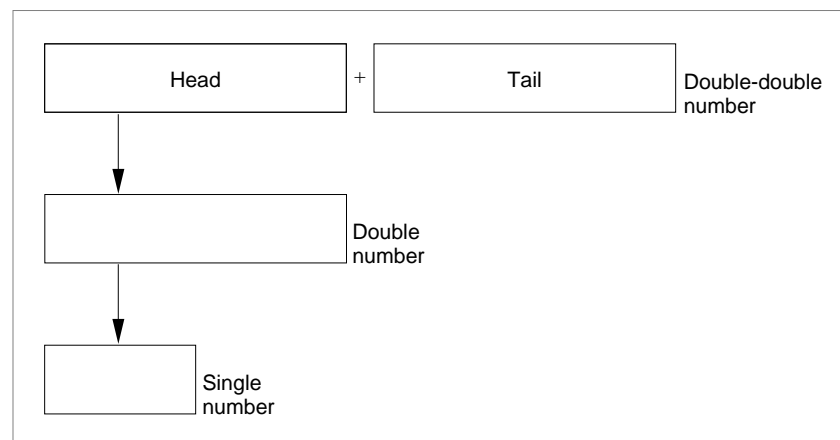 Head
+
Tail
Double-double
number
Double
number
Single
number